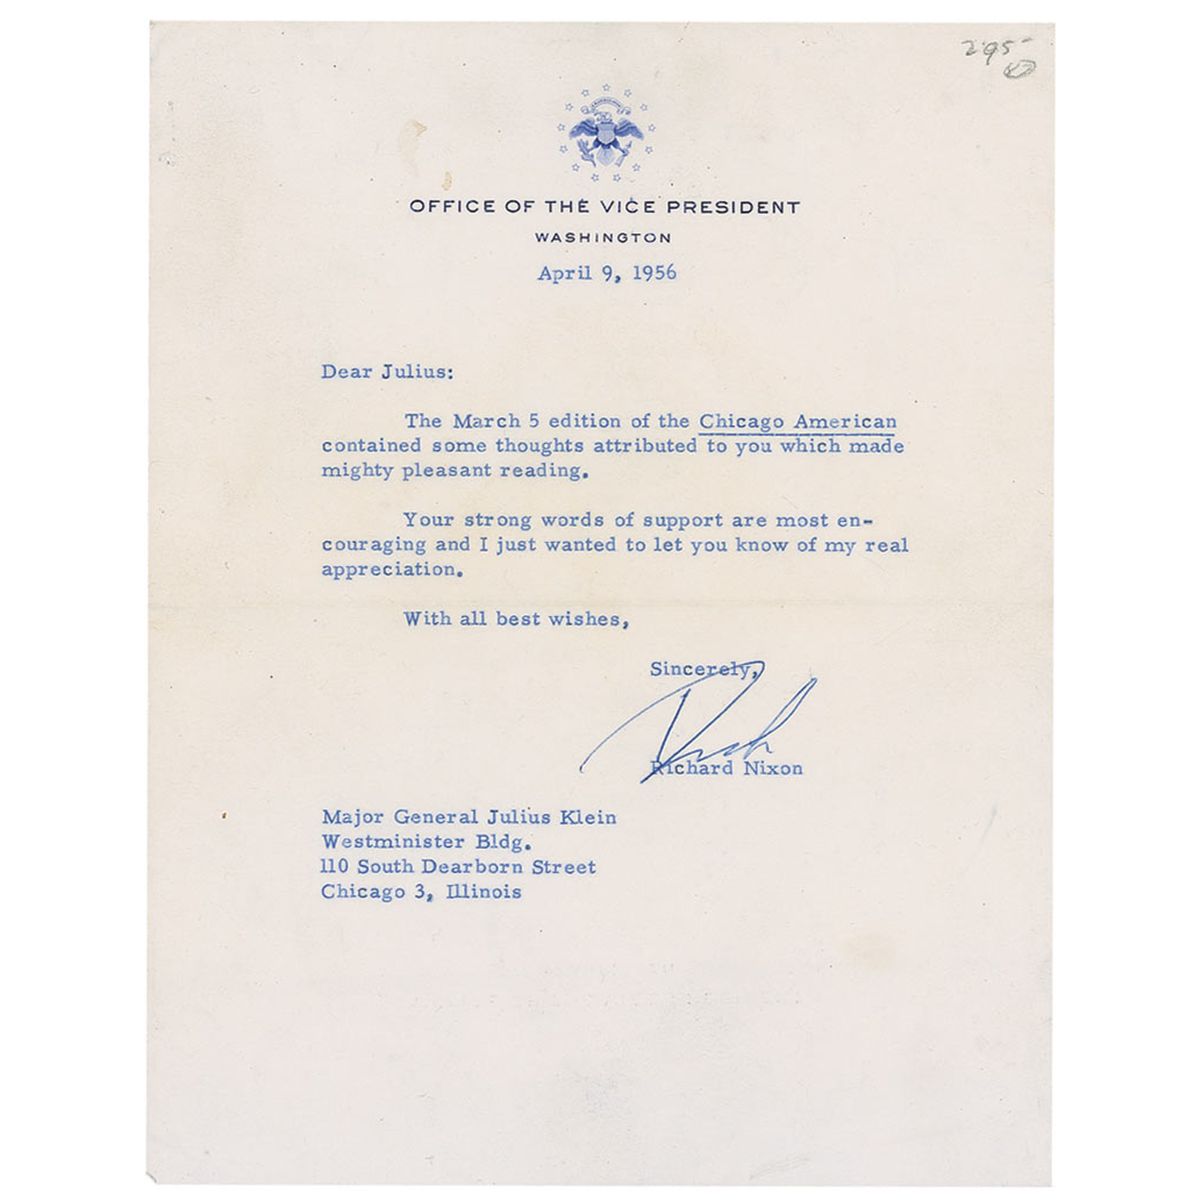 295-
OFFICE OF THE VICE PRESIDENT
WASHINGTON
April 9, 1956
Dear Julius:
The March 5 edition of the Chicago American
contained some thoughts attributed to you which made
mighty pleasant reading.
Your strong words of support are most en-
couraging and I just wanted to let you know of my real
appreciation.
With all best wishes,
Sincerely,
Dick
Richard Nixon
Major General Julius Klein
Westminister Bldg.
110 South Dearborn Street
Chicago 3, Illinois